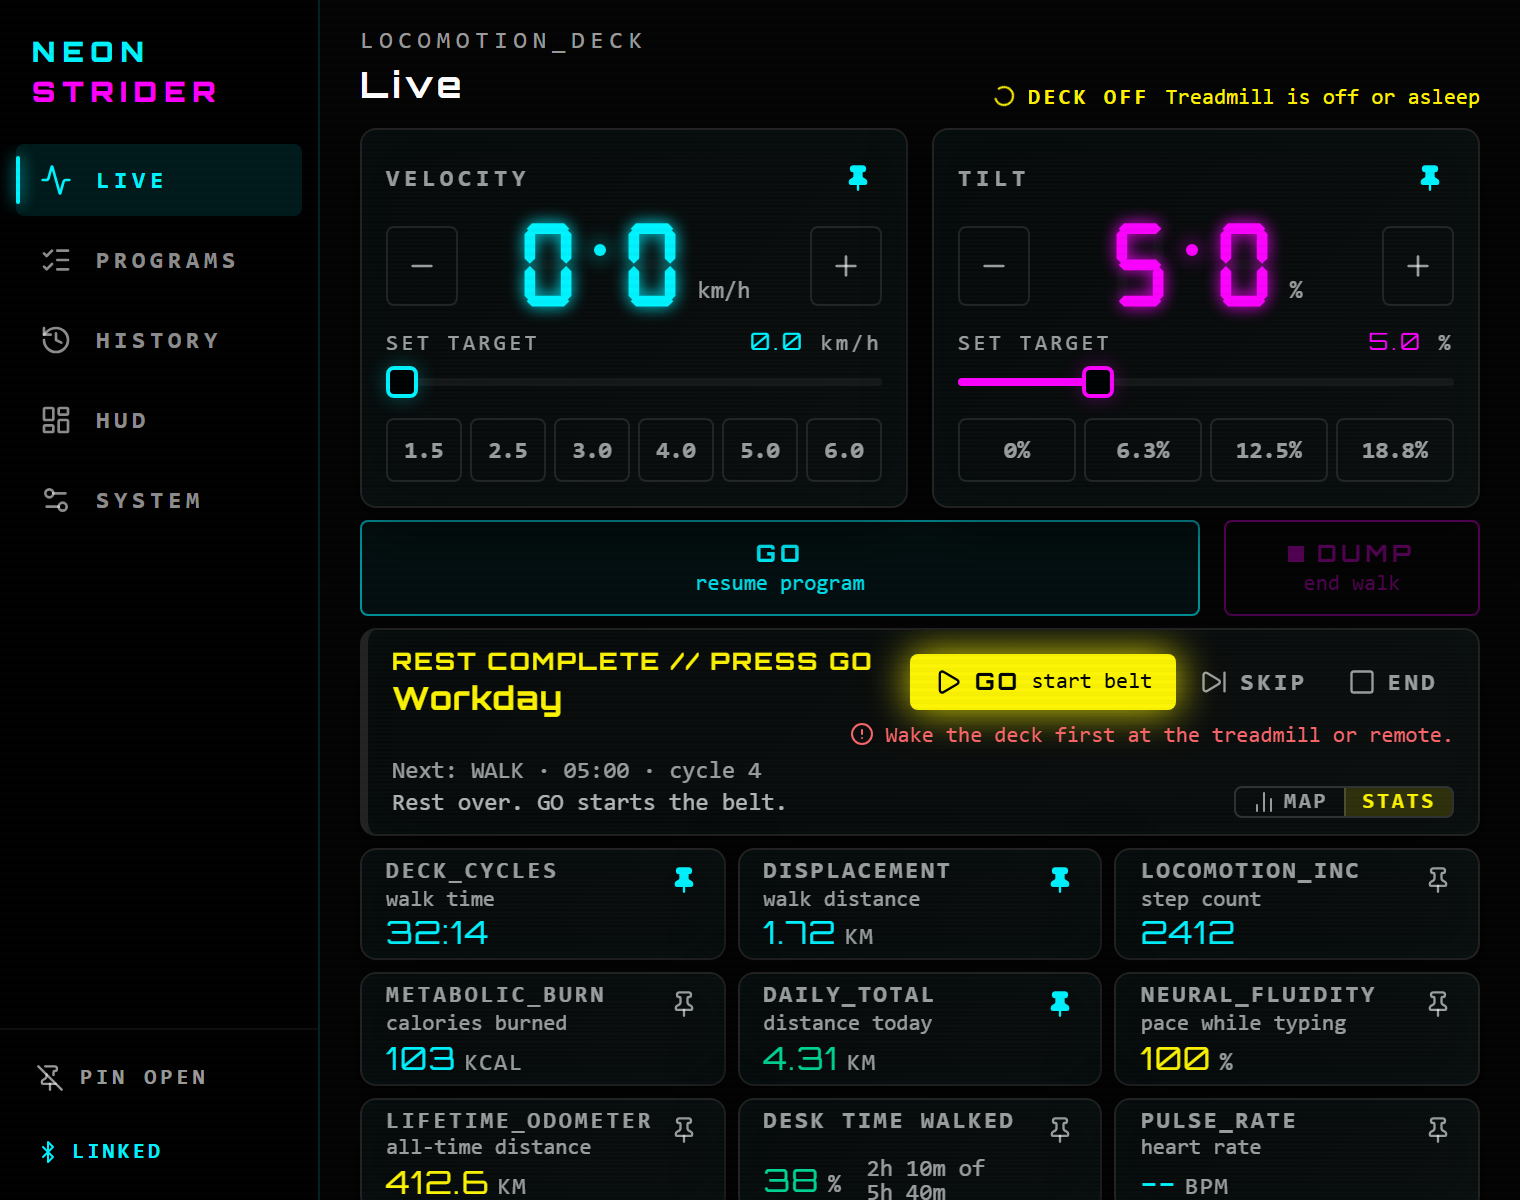 NEON
STRIDER
LIVE
PROGRAMS
HISTORY
HUD
SYSTEM
PIN OPEN
LINKED
LOCOMOTION_DECK
Live
DECK OFF Treadmill is off or asleep
VELOCITY
0.0 km/h
SET TARGET 0.0 km/h
1.5 2.5 3.0 4.0 5.0 6.0
TILT
5.0 %
SET TARGET 5.0 %
0% 6.3% 12.5% 18.8%
GO
resume program
DUMP
end walk
REST COMPLETE // PRESS GO
Workday
GO start belt SKIP END
Wake the deck first at the treadmill or remote.
Next: WALK · 05:00 · cycle 4
Rest over. GO starts the belt.
MAP STATS
DECK_CYCLES
walk time
32:14
DISPLACEMENT
walk distance
1.72 KM
LOCOMOTION_INC
step count
2412
METABOLIC_BURN
calories burned
103 KCAL
DAILY_TOTAL
distance today
4.31 KM
NEURAL_FLUIDITY
pace while typing
100 %
LIFETIME_ODOMETER
all-time distance
412.6 KM
DESK TIME WALKED
38 % 2h 10m of
5h 40m
PULSE_RATE
heart rate
-- BPM